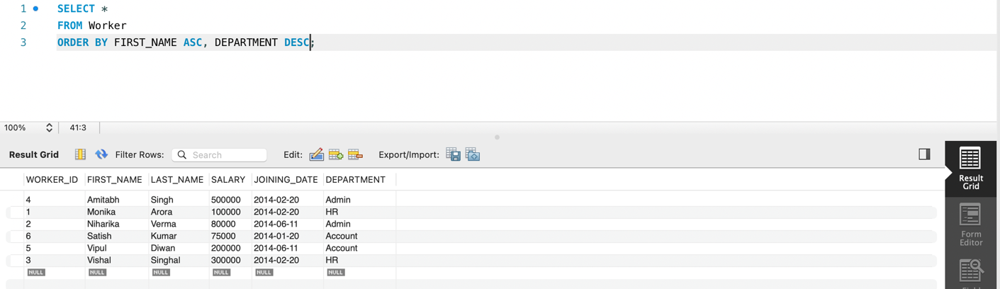 1 SELECT *
2 FROM Worker
3 ORDER BY FIRST_NAME ASC, DEPARTMENT DESC;
100% 41:3
Result Grid Filter Rows: Search Edit: Export/Import:
WORKER_ID FIRST_NAME LAST_NAME SALARY JOINING_DATE DEPARTMENT
4 Amitabh Singh 500000 2014-02-20 Admin
1 Monika Arora 100000 2014-02-20 HR
2 Niharika Verma 80000 2014-06-11 Admin
6 Satish Kumar 75000 2014-01-20 Account
5 Vipul Diwan 200000 2014-06-11 Account
3 Vishal Singhal 300000 2014-02-20 HR
NULL NULL NULL NULL NULL NULL
Result
Grid
Form
Editor